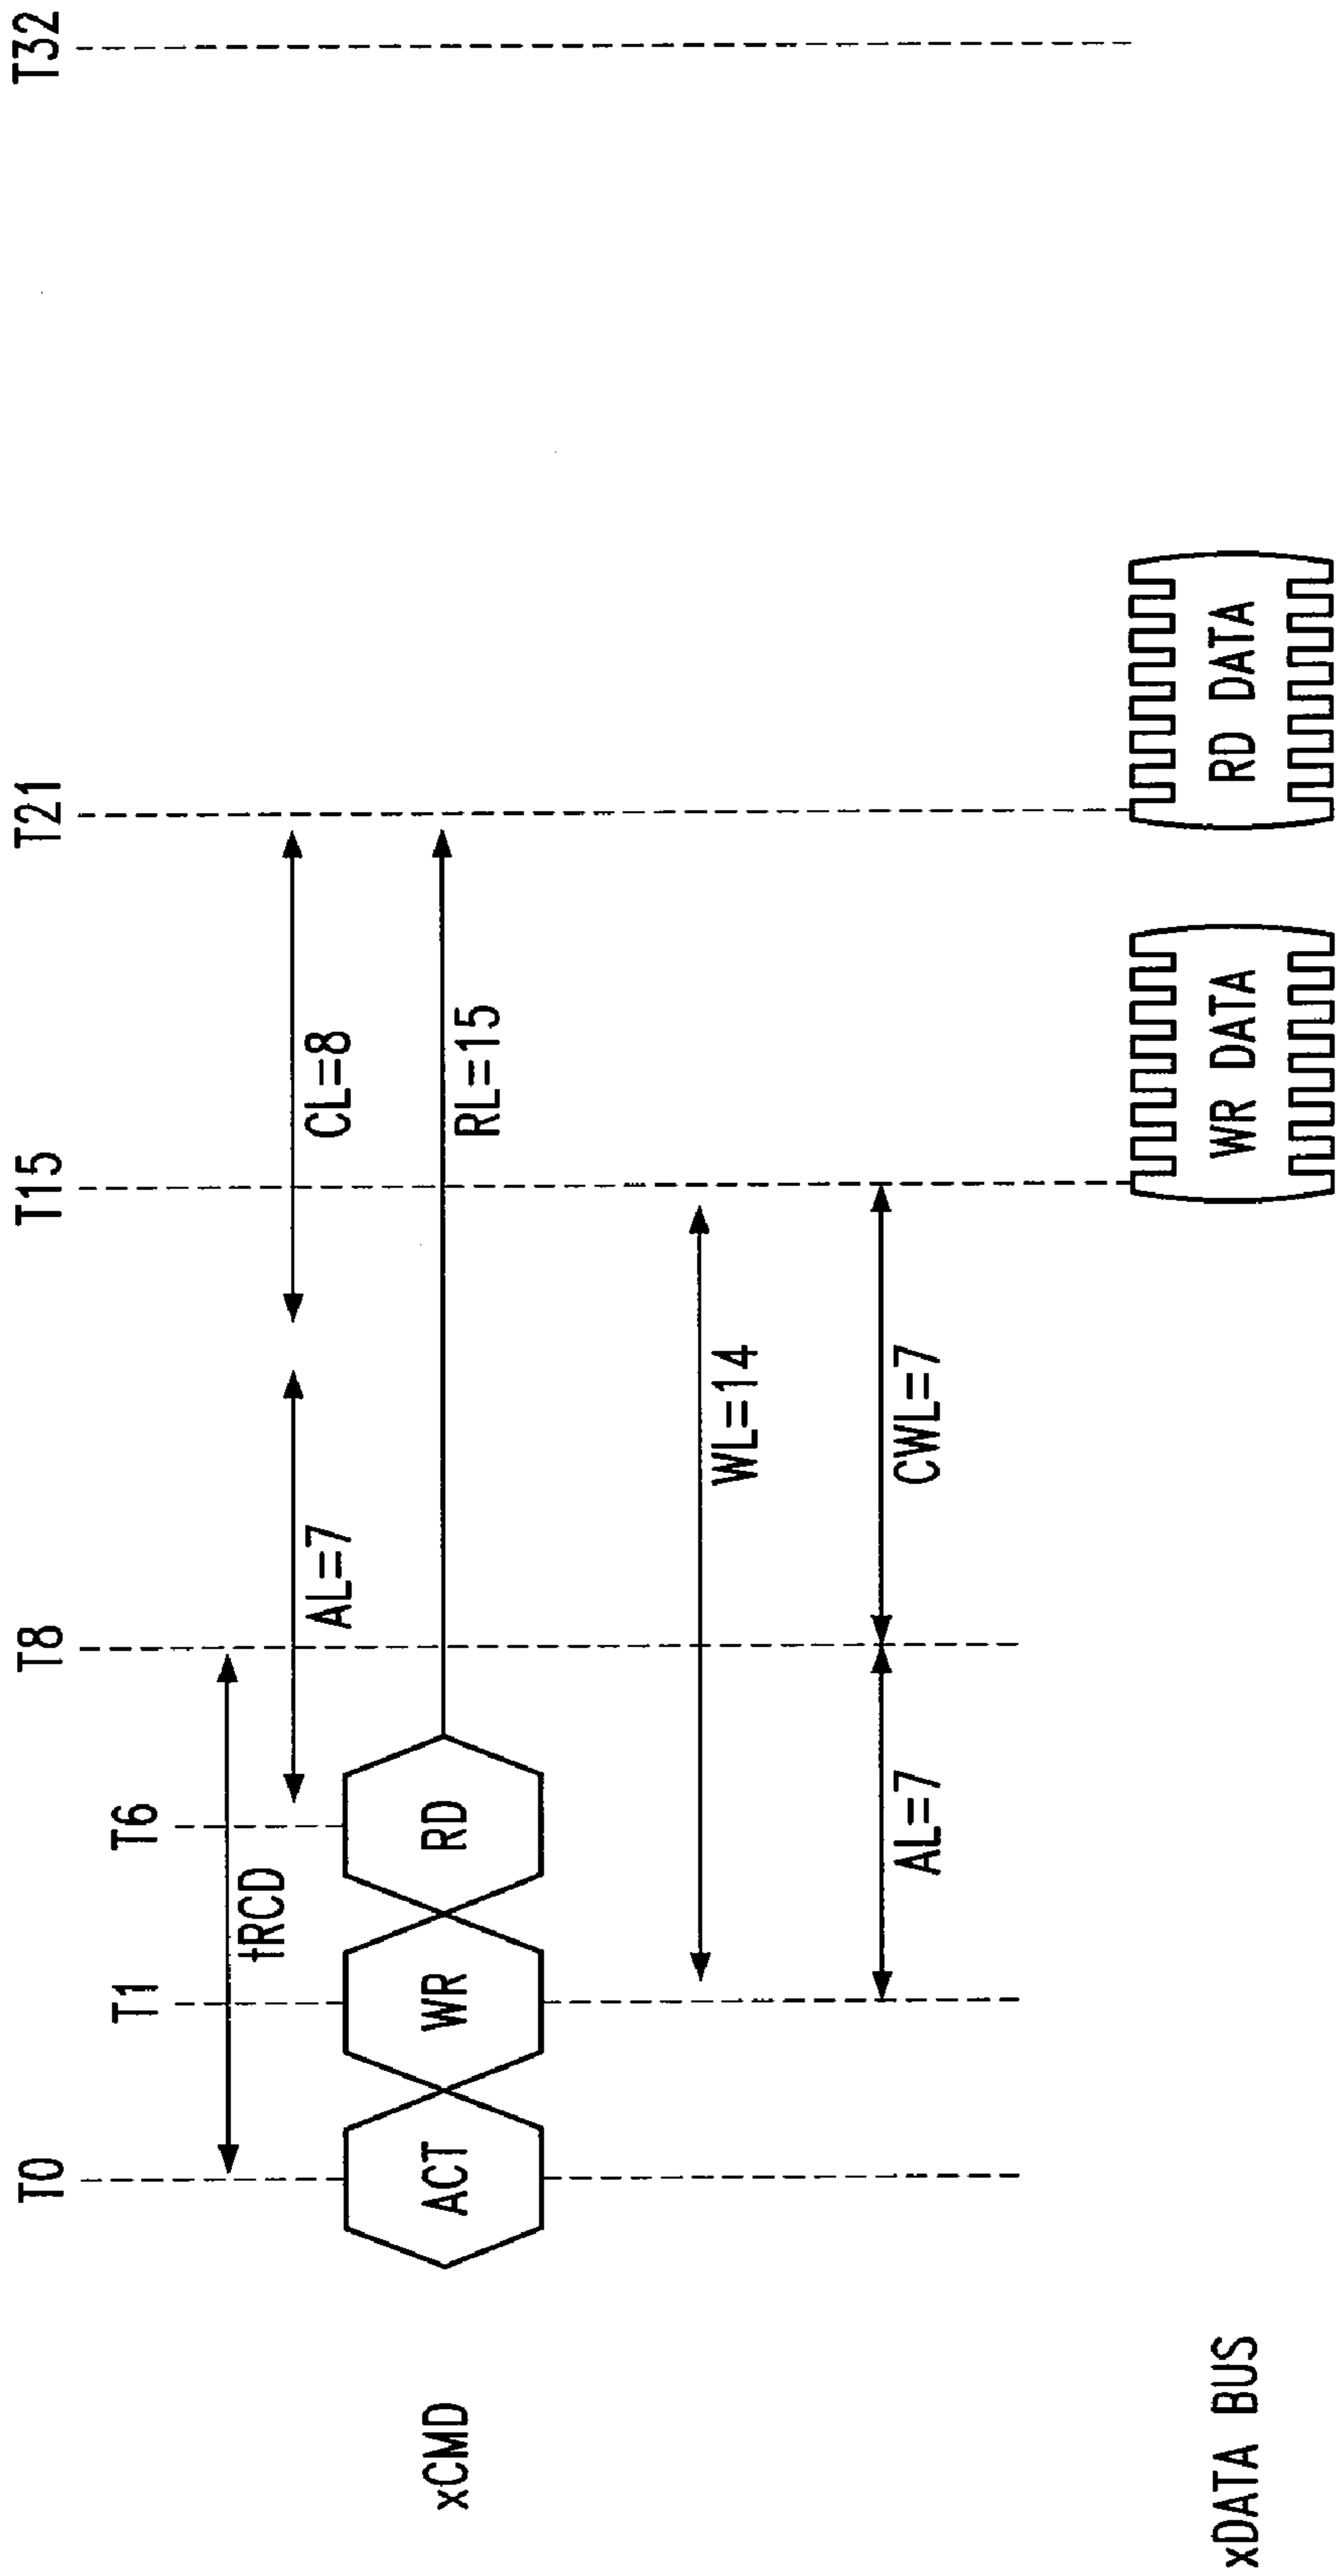 T0
T8
T15
T21
T32
T1
T6
tRCD
AL=7
CL=8
xCMD
ACT
WR
RD
RL=15
WL=14
AL=7
CWL=7
xDATA BUS
WR DATA
RD DATA